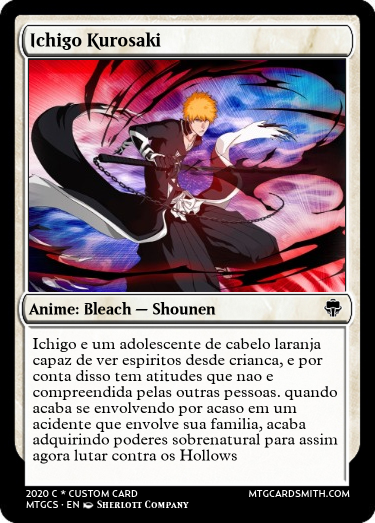 Ichigo Kurosaki
Anime: Bleach — Shounen
Ichigo e um adolescente de cabelo laranja
capaz de ver espiritos desde crianca, e por
conta disso tem atitudes que nao e
compreendida pelas outras pessoas. quando
acaba se envolvendo por acaso em um
acidente que envolve sua familia, acaba
adquirindo poderes sobrenatural para assim
agora lutar contra os Hollows
2020 C * CUSTOM CARD
MTGCARDSMITH.COM
MTGCS · EN Sherlott Company